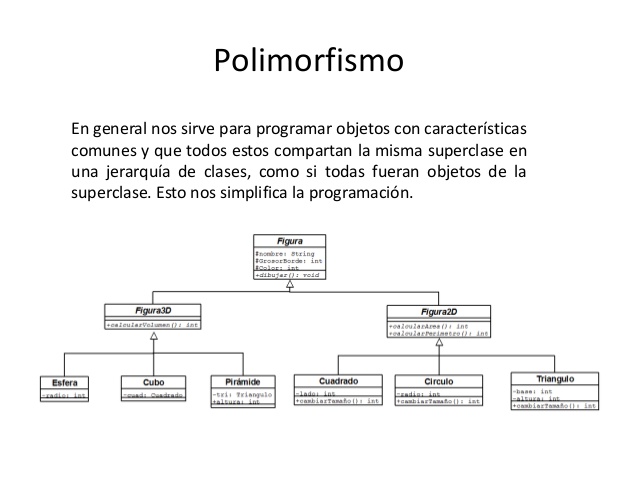 Polimorfismo
En general nos sirve para programar objetos con características
comunes y que todos estos compartan la misma superclase en
una jerarquía de clases, como si todas fueran objetos de la
superclase. Esto nos simplifica la programación.
Figura
#nombre: String
#GrosorBorde: int
#Color: int
+dibujar(): void
Figura3D
+calcularVolumen(): int
Figura2D
+calcularArea(): int
+calcularPerimetro(): int
Esfera
-radio: int
Cubo
-cuad: Cuadrado
Pirámide
-tri: Triangulo
+altura: int
Cuadrado
-lado: int
+cambiarTamaño(): int
Circulo
-radio: int
+cambiarTamaño(): int
Triangulo
-base: int
-altura: int
+cambiarTamaño(): int